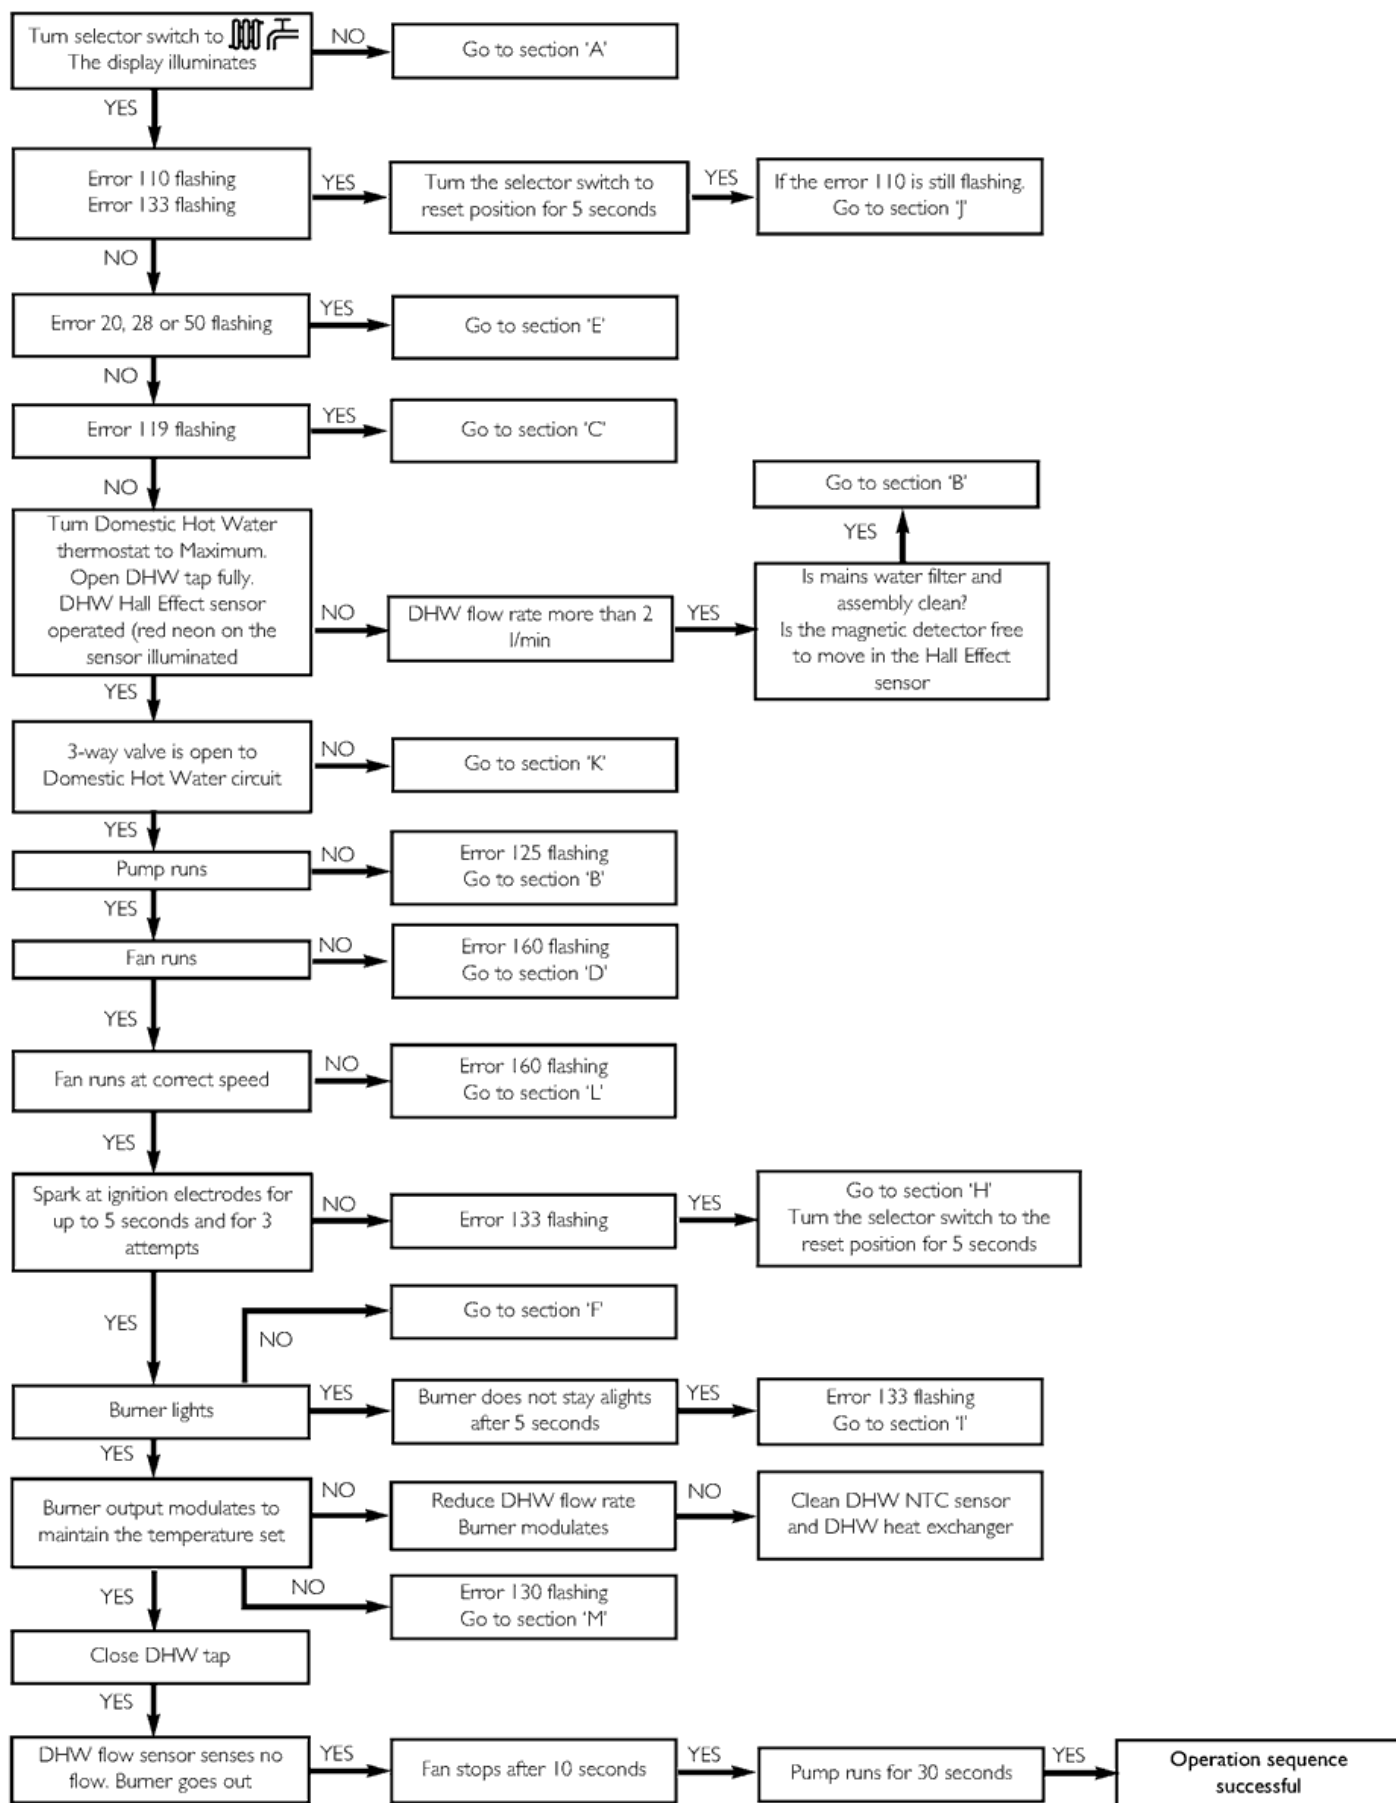 Turn selector switch to
The display illuminates
NO
Go to section ‘A’
YES
Error 110 flashing
Error 133 flashing
YES
Turn the selector switch to
reset position for 5 seconds
YES
If the error 110 is still flashing.
Go to section ‘J’
NO
Error 20, 28 or 50 flashing
YES
Go to section ‘E’
NO
Error 119 flashing
YES
Go to section ‘C’
NO
Turn Domestic Hot Water
thermostat to Maximum.
Open DHW tap fully.
DHW Hall Effect sensor
operated (red neon on the
sensor illuminated
NO
DHW flow rate more than 2
l/min
YES
Is mains water filter and
assembly clean?
Is the magnetic detector free
to move in the Hall Effect
sensor
YES
Go to section ‘B’
YES
3-way valve is open to
Domestic Hot Water circuit
NO
Go to section ‘K’
YES
Pump runs
NO
Error 125 flashing
Go to section ‘B’
YES
Fan runs
NO
Error 160 flashing
Go to section ‘D’
YES
Fan runs at correct speed
NO
Error 160 flashing
Go to section ‘L’
YES
Spark at ignition electrodes for
up to 5 seconds and for 3
attempts
NO
Error 133 flashing
YES
Go to section ‘H’
Turn the selector switch to the
reset position for 5 seconds
YES
NO
Go to section ‘F’
Burner lights
YES
Burner does not stay alights
after 5 seconds
YES
Error 133 flashing
Go to section ‘I’
YES
Burner output modulates to
maintain the temperature set
NO
Reduce DHW flow rate
Burner modulates
NO
Clean DHW NTC sensor
and DHW heat exchanger
NO
Error 130 flashing
Go to section ‘M’
YES
Close DHW tap
YES
DHW flow sensor senses no
flow. Burner goes out
YES
Fan stops after 10 seconds
YES
Pump runs for 30 seconds
YES
Operation sequence
successful